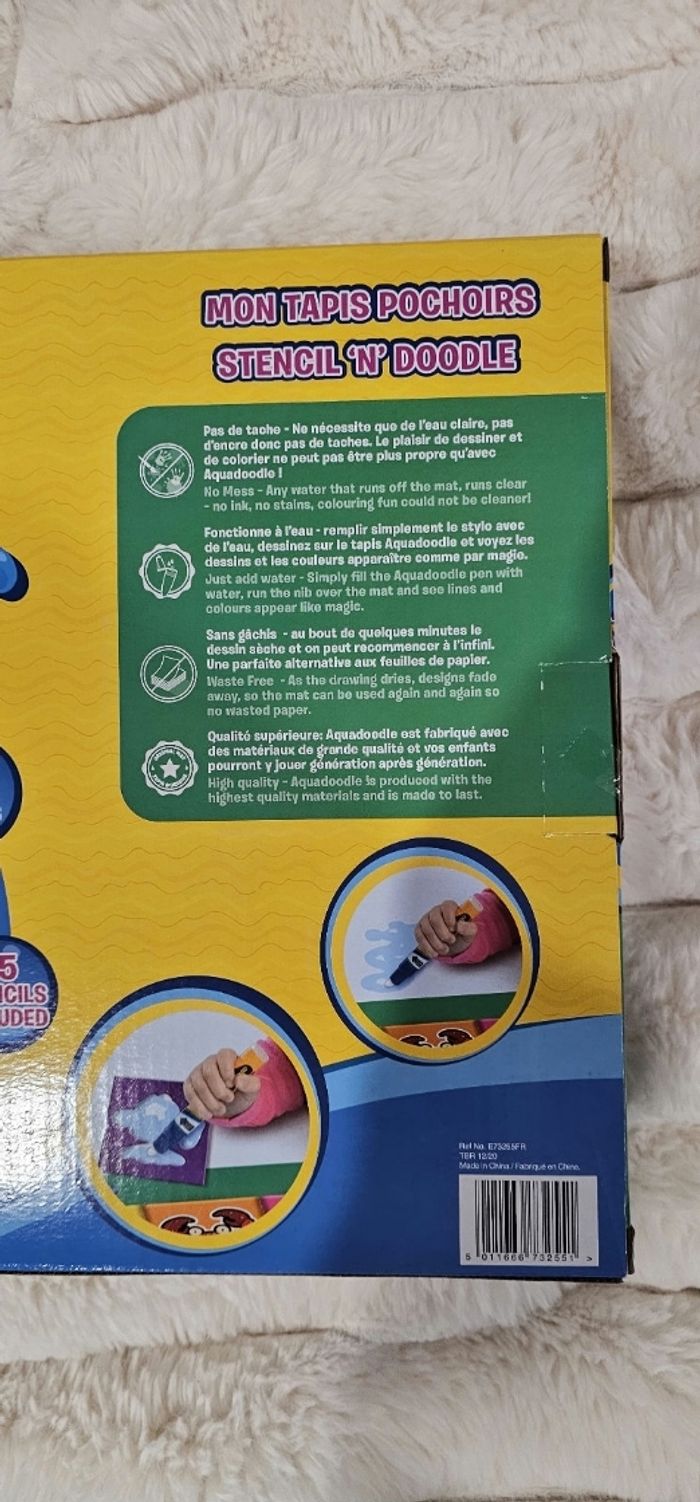 MON TAPIS POCHOIRS
STENCIL 'N' DOODLE
Pas de tache - Ne nécessite que de l'eau claire, pas
d'encre donc pas de taches. Le plaisir de dessiner et
de colorier ne peut pas être plus propre qu'avec
Aquadoodle !
No Mess - Any water that runs off the mat, runs clear
- no ink, no stains, colouring fun could not be cleaner!
Fonctionne à l'eau - remplir simplement le stylo avec
de l'eau, dessinez sur le tapis Aquadoodle et voyez les
dessins et les couleurs apparaître comme par magie.
Just add water - Simply fill the Aquadoodle pen with
water, run the nib over the mat and see lines and
colours appear like magic.
Sans gâchis - au bout de quelques minutes le
dessin sèche et on peut recommencer à l'infini.
Une parfaite alternative aux feuilles de papier.
Waste Free - As the drawing dries, designs fade
away, so the mat can be used again and again so
no wasted paper.
Qualité supérieure: Aquadoodle est fabriqué avec
des matériaux de grande qualité et vos enfants
pourront y jouer génération après génération.
High quality - Aquadoodle is produced with the
highest quality materials and is made to last.
5
NCILS
UDED
Ref No. E73255FR
TBR 12/20
Made in China / Fabriqué en Chine.
5 011666 732551 >